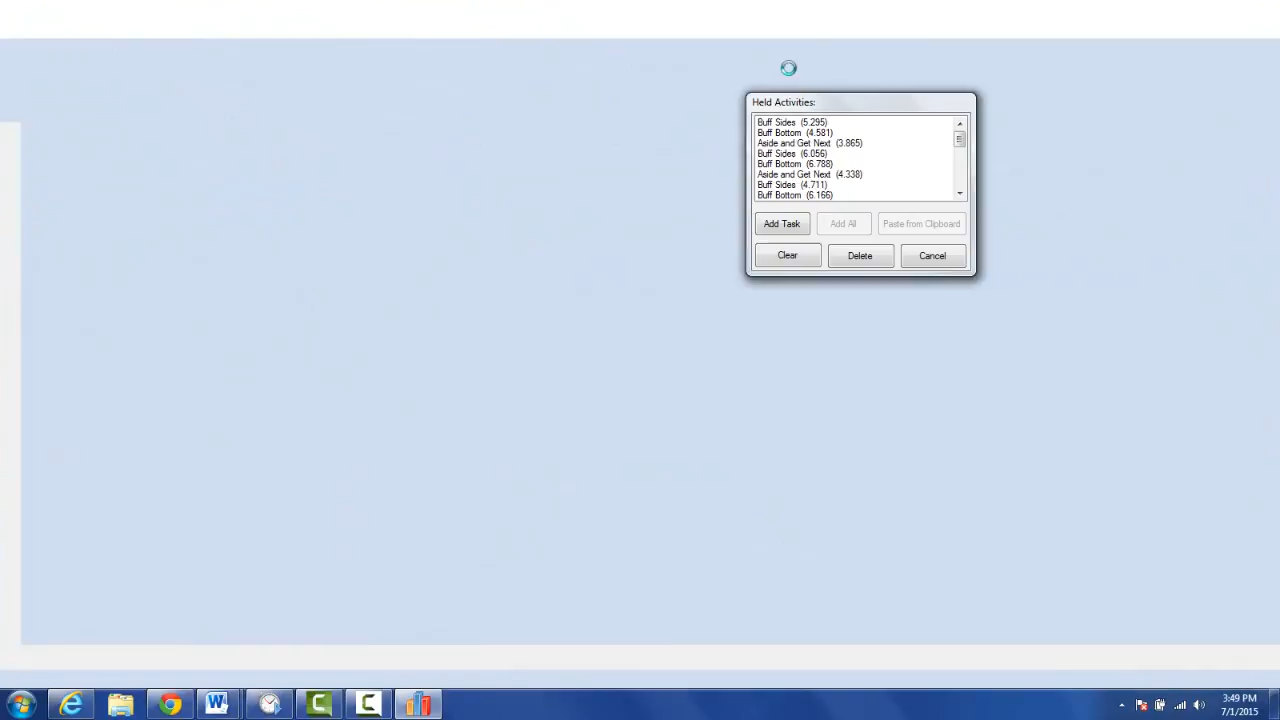 Held Activities:
Buff Sides (5.295)
Buff Bottom (4.581)
Aside and Get Next (3.865)
Buff Sides (6.056)
Buff Bottom (6.788)
Aside and Get Next (4.338)
Buff Sides (4.711)
Buff Bottom (6.166)
Add Task Add All Paste from Clipboard
Clear Delete Cancel
3:49 PM
7/1/2015